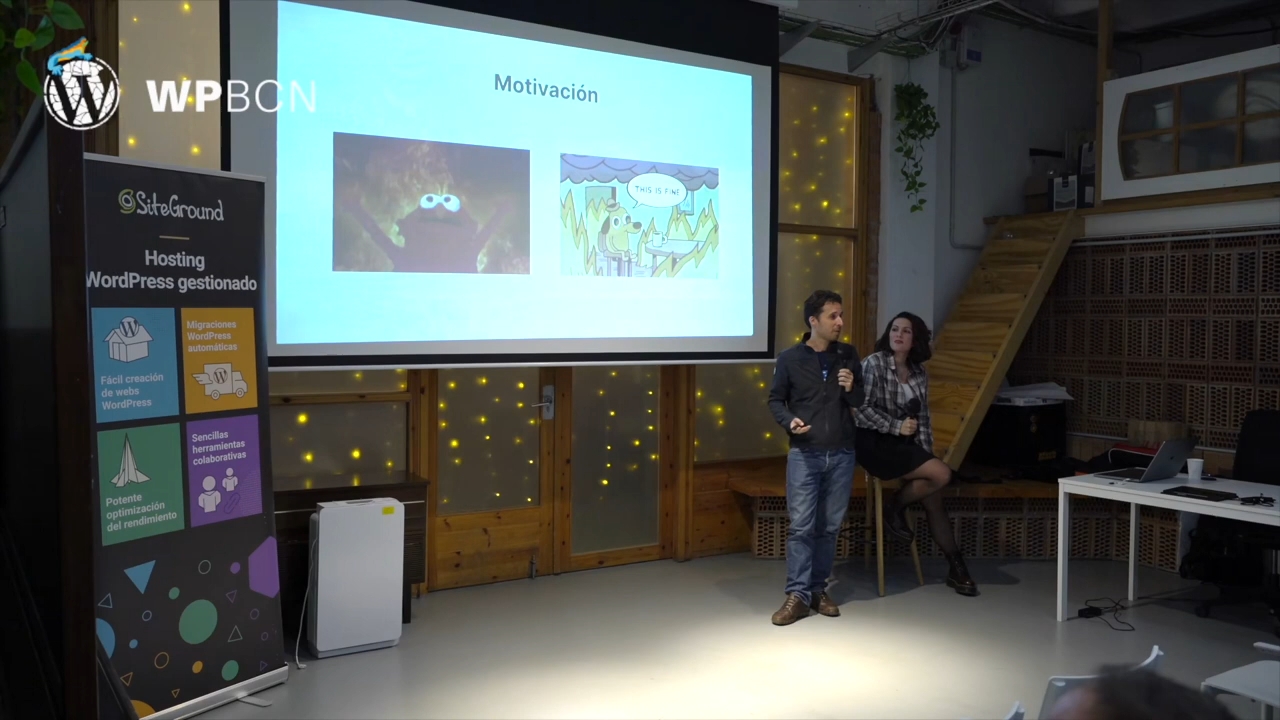 WPBCN
Motivación
THIS IS FINE
SiteGround
Hosting
WordPress gestionado
Migraciones
WordPress
automáticas
Fácil creación
de webs
WordPress
Sencillas
herramientas
colaborativas
Potente
optimización
del rendimiento